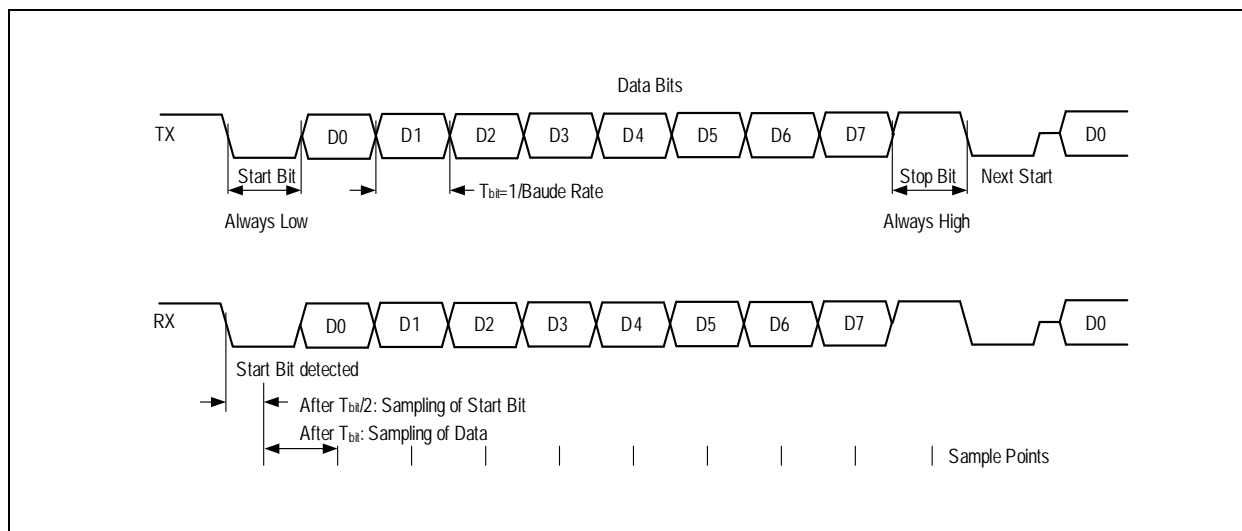 Data Bits
TX D0 D1 D2 D3 D4 D5 D6 D7 D0
Start Bit Stop Bit Next Start
Tbit=1/Baude Rate
Always Low Always High
RX D0 D1 D2 D3 D4 D5 D6 D7 D0
Start Bit detected
After Tbit/2: Sampling of Start Bit
After Tbit: Sampling of Data
Sample Points